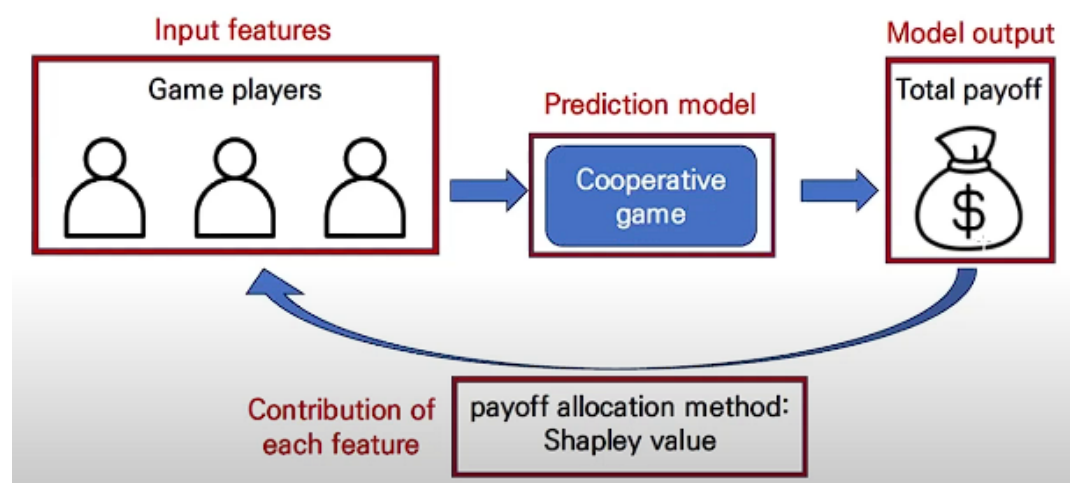 Input features
Game players
Prediction model
Cooperative
game
Model output
Total payoff
$
Contribution of
each feature
payoff allocation method:
Shapley value